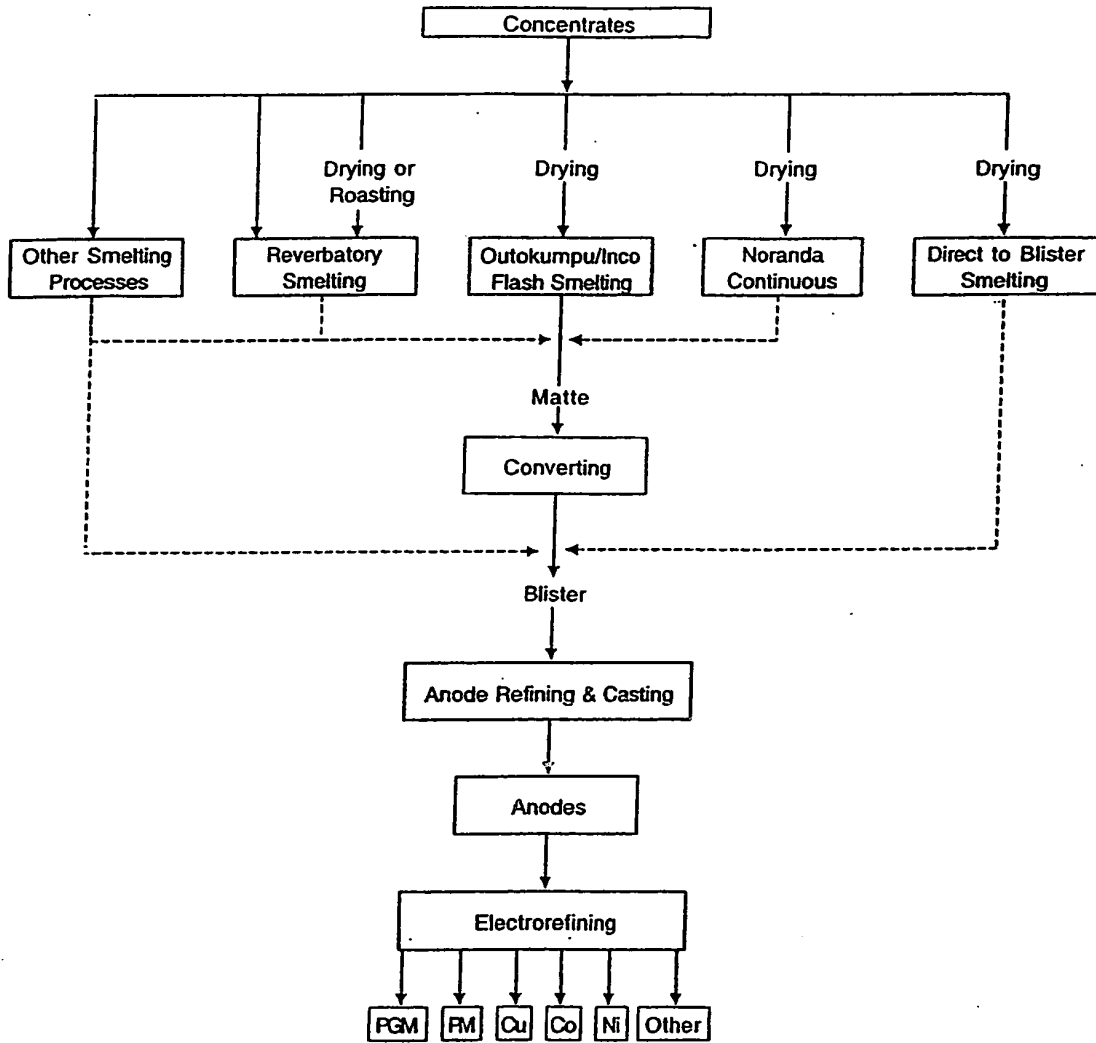 Concentrates
Drying or
Roasting
Drying
Drying
Drying
Other Smelting
Processes
Reverbatory
Smelting
Outokumpu/Inco
Flash Smelting
Noranda
Continuous
Direct to Blister
Smelting
Matte
Converting
Blister
Anode Refining & Casting
Anodes
Electrorefining
PGM
PM
Cu
Co
Ni
Other